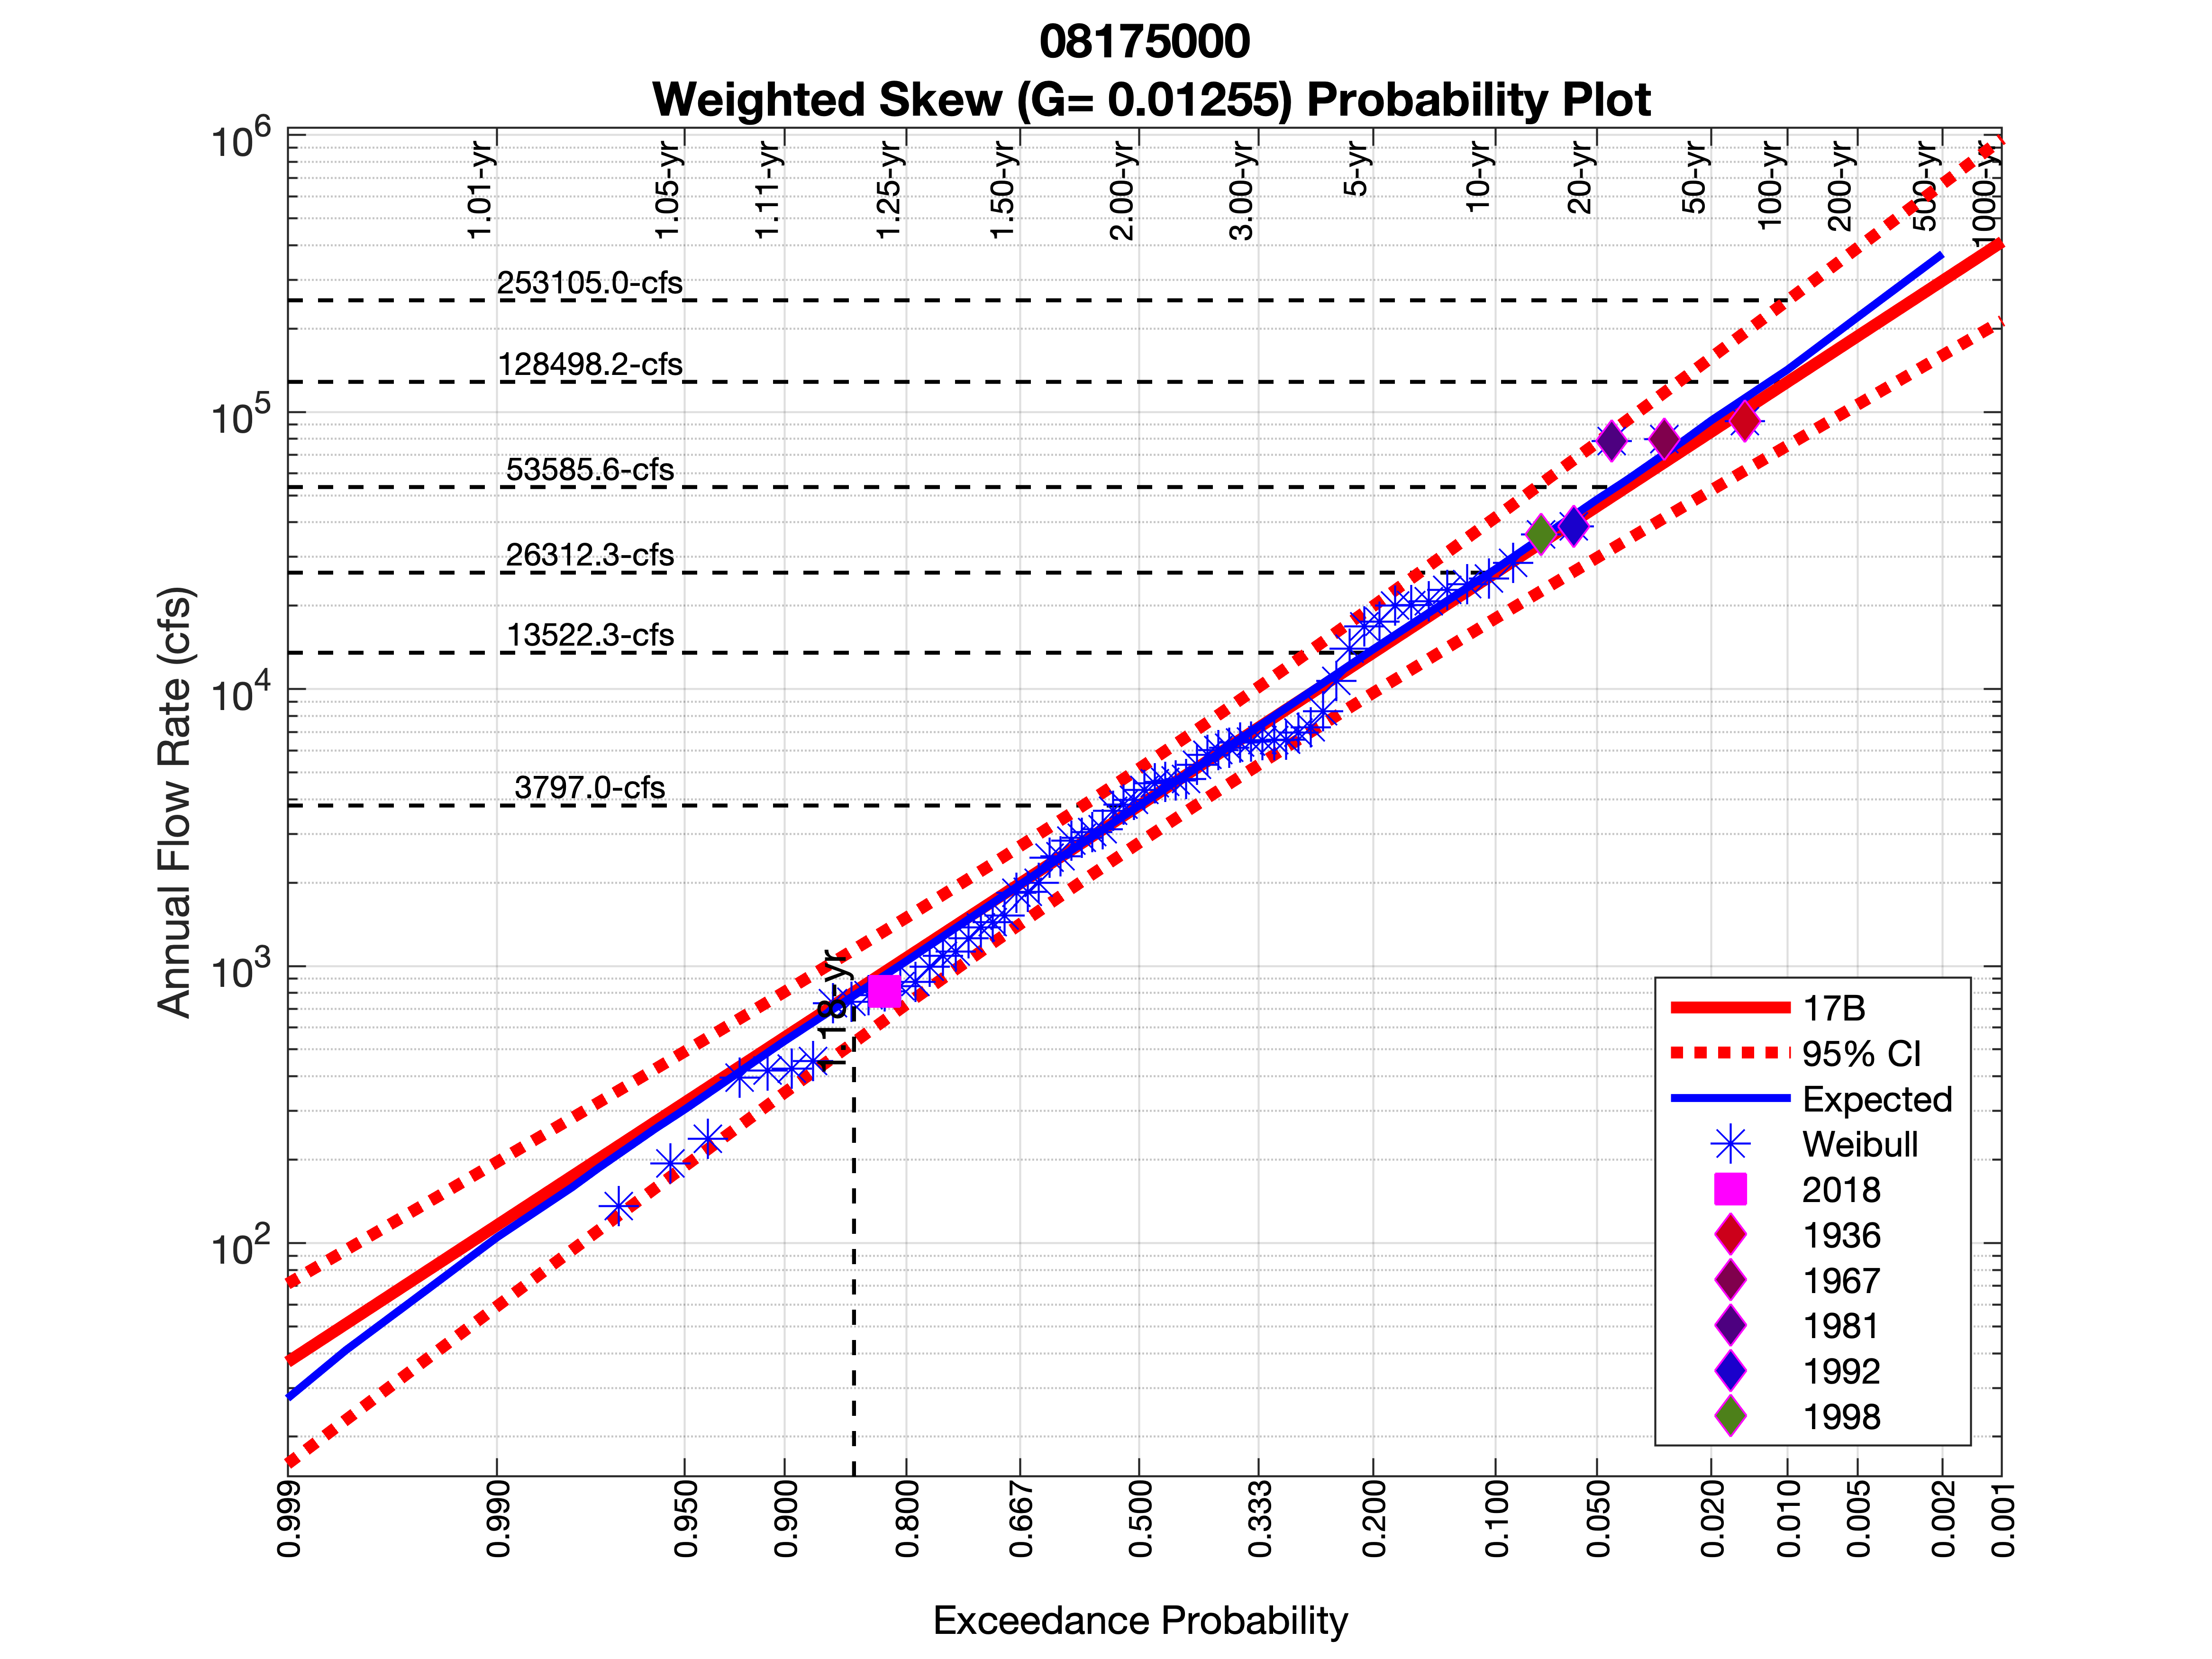 08175000
Weighted Skew (G= 0.01255) Probability Plot
10^6
10^5
10^4
10^3
10^2
Annual Flow Rate (cfs)
1.01-yr
1.05-yr
1.11-yr
1.25-yr
1.50-yr
2.00-yr
3.00-yr
5-yr
10-yr
20-yr
50-yr
100-yr
200-yr
500-yr
1000-yr
253105.0-cfs
128498.2-cfs
53585.6-cfs
26312.3-cfs
13522.3-cfs
3797.0-cfs
1.18-yr
17B
95% CI
Expected
Weibull
2018
1936
1967
1981
1992
1998
0.999
0.990
0.950
0.900
0.800
0.667
0.500
0.333
0.200
0.100
0.050
0.020
0.010
0.005
0.002
0.001
Exceedance Probability